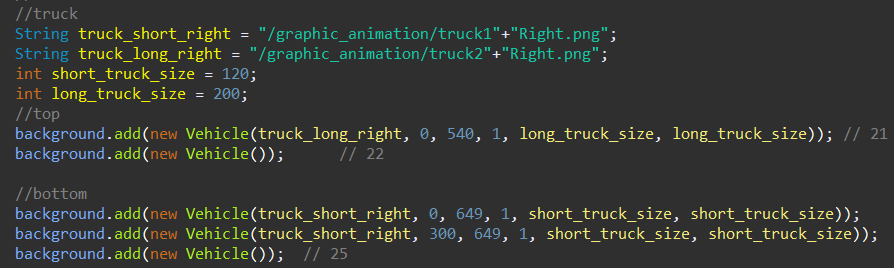 //truck
String truck_short_right = "/graphic_animation/truck1"+"Right.png";
String truck_long_right = "/graphic_animation/truck2"+"Right.png";
int short_truck_size = 120;
int long_truck_size = 200;
//top
background.add(new Vehicle(truck_long_right, 0, 540, 1, long_truck_size, long_truck_size)); // 21
background.add(new Vehicle()); // 22
//bottom
background.add(new Vehicle(truck_short_right, 0, 649, 1, short_truck_size, short_truck_size));
background.add(new Vehicle(truck_short_right, 300, 649, 1, short_truck_size, short_truck_size));
background.add(new Vehicle()); // 25